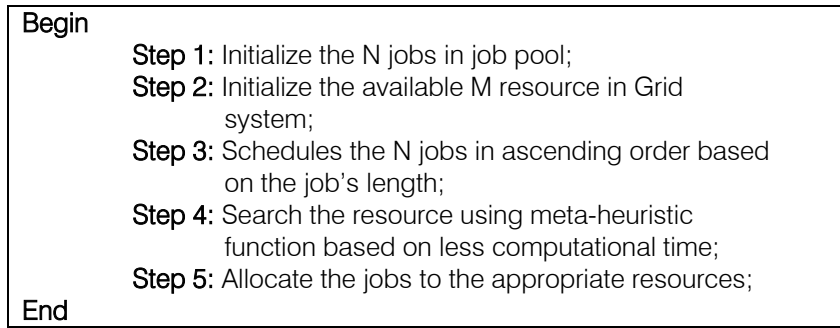 Begin
Step 1: Initialize the N jobs in job pool;
Step 2: Initialize the available M resource in Grid
system;
Step 3: Schedules the N jobs in ascending order based
on the job's length;
Step 4: Search the resource using meta-heuristic
function based on less computational time;
Step 5: Allocate the jobs to the appropriate resources;
End